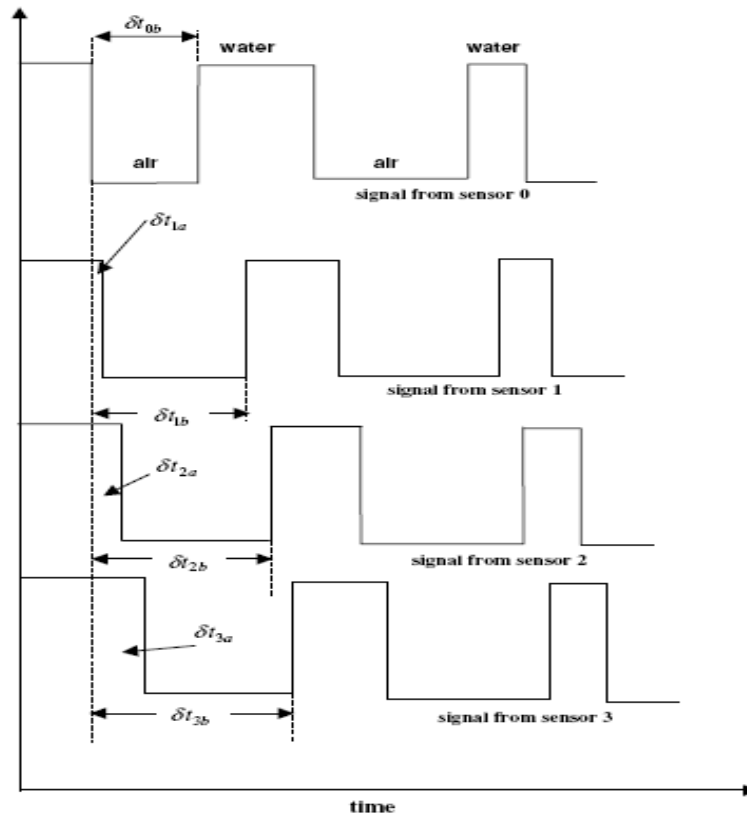 δt₀b
water water
air air
signal from sensor 0
δt₁a
signal from sensor 1
δt₁b
δt₂a
signal from sensor 2
δt₂b
δt₃a
signal from sensor 3
δt₃b
time